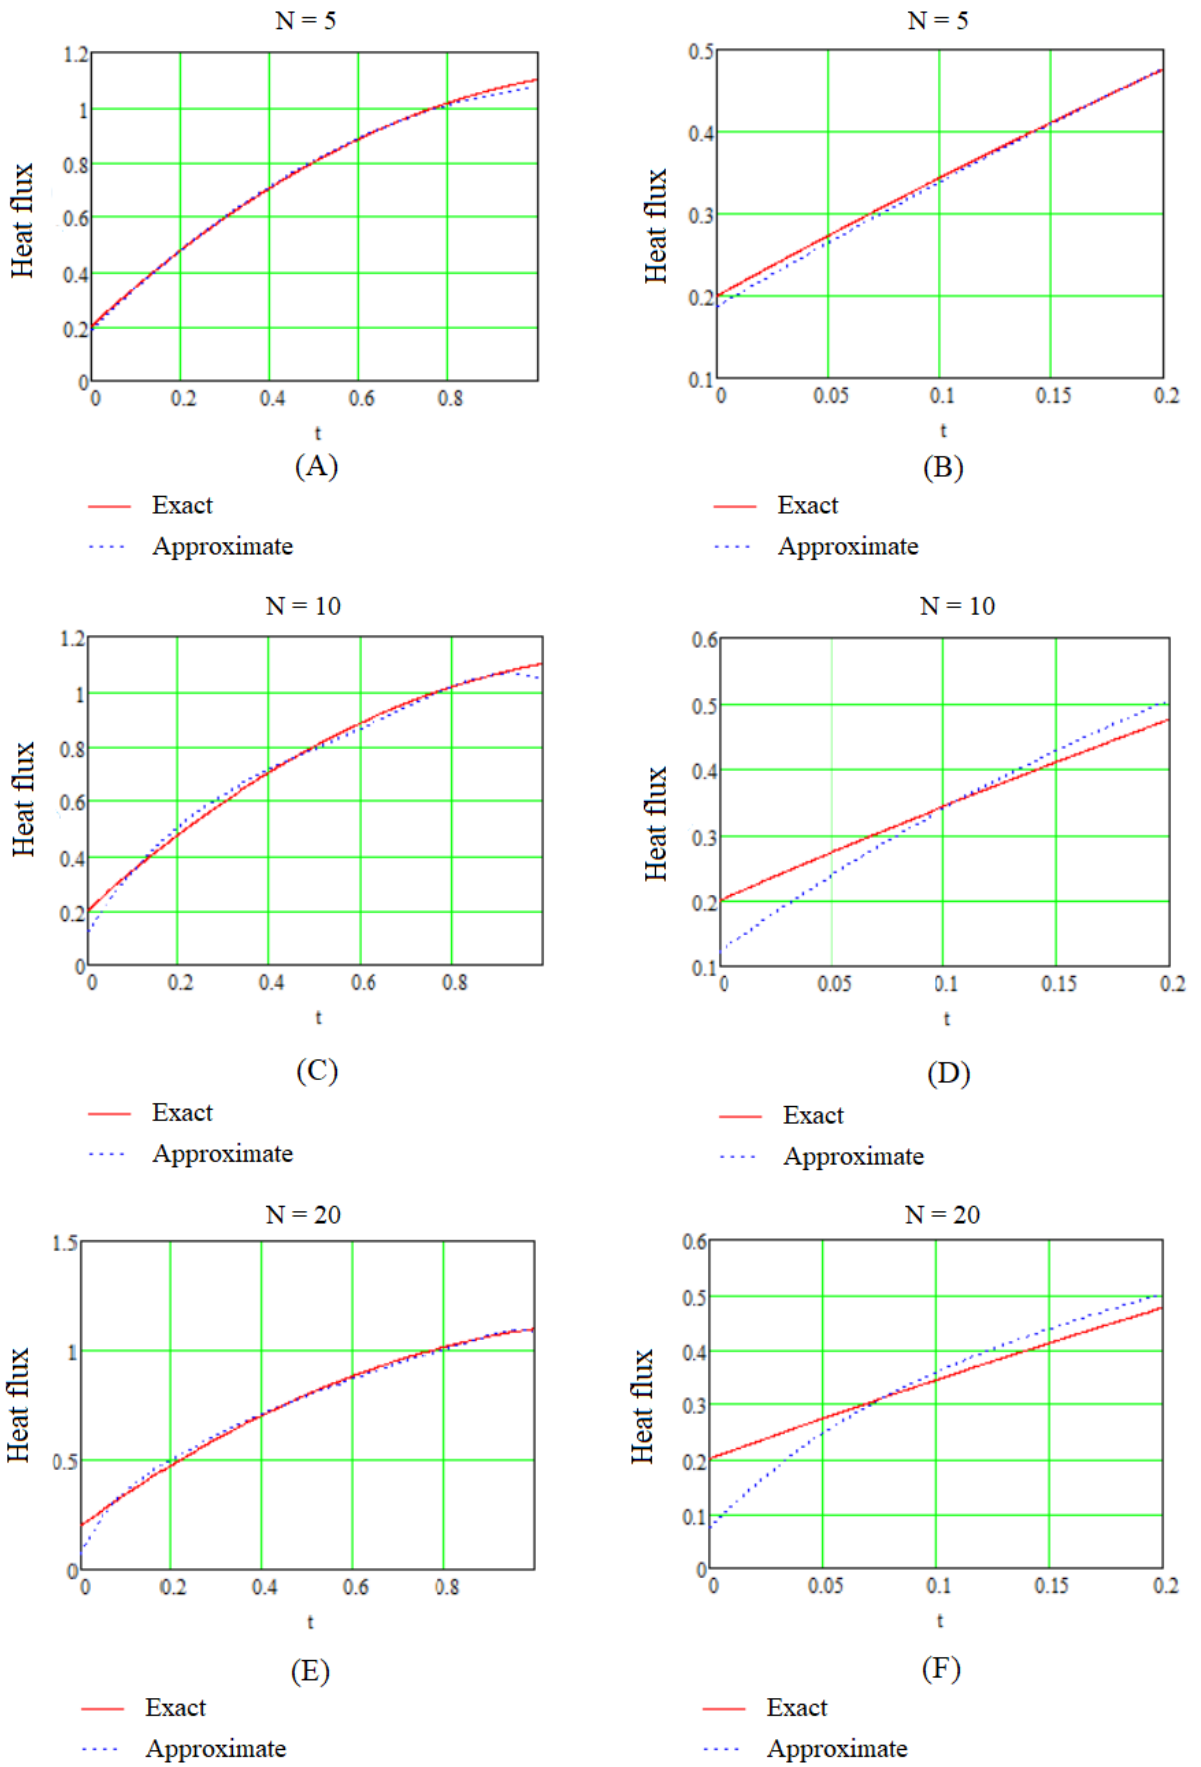 N = 5
1.2
1
0.8
0.6
0.4
0.2
0
Heat flux
0 0.2 0.4 0.6 0.8
t
(A)
Exact
Approximate
N = 5
0.5
0.4
0.3
0.2
0.1
Heat flux
0 0.05 0.1 0.15 0.2
t
(B)
Exact
Approximate
N = 10
1.2
1
0.8
0.6
0.4
0.2
0
Heat flux
0 0.2 0.4 0.6 0.8
t
(C)
Exact
Approximate
N = 10
0.6
0.5
0.4
0.3
0.2
0.1
Heat flux
0 0.05 0.1 0.15 0.2
t
(D)
Exact
Approximate
N = 20
1.5
1
0.5
0
Heat flux
0 0.2 0.4 0.6 0.8
t
(E)
Exact
Approximate
N = 20
0.6
0.5
0.4
0.3
0.2
0.1
0
Heat flux
0 0.05 0.1 0.15 0.2
t
(F)
Exact
Approximate